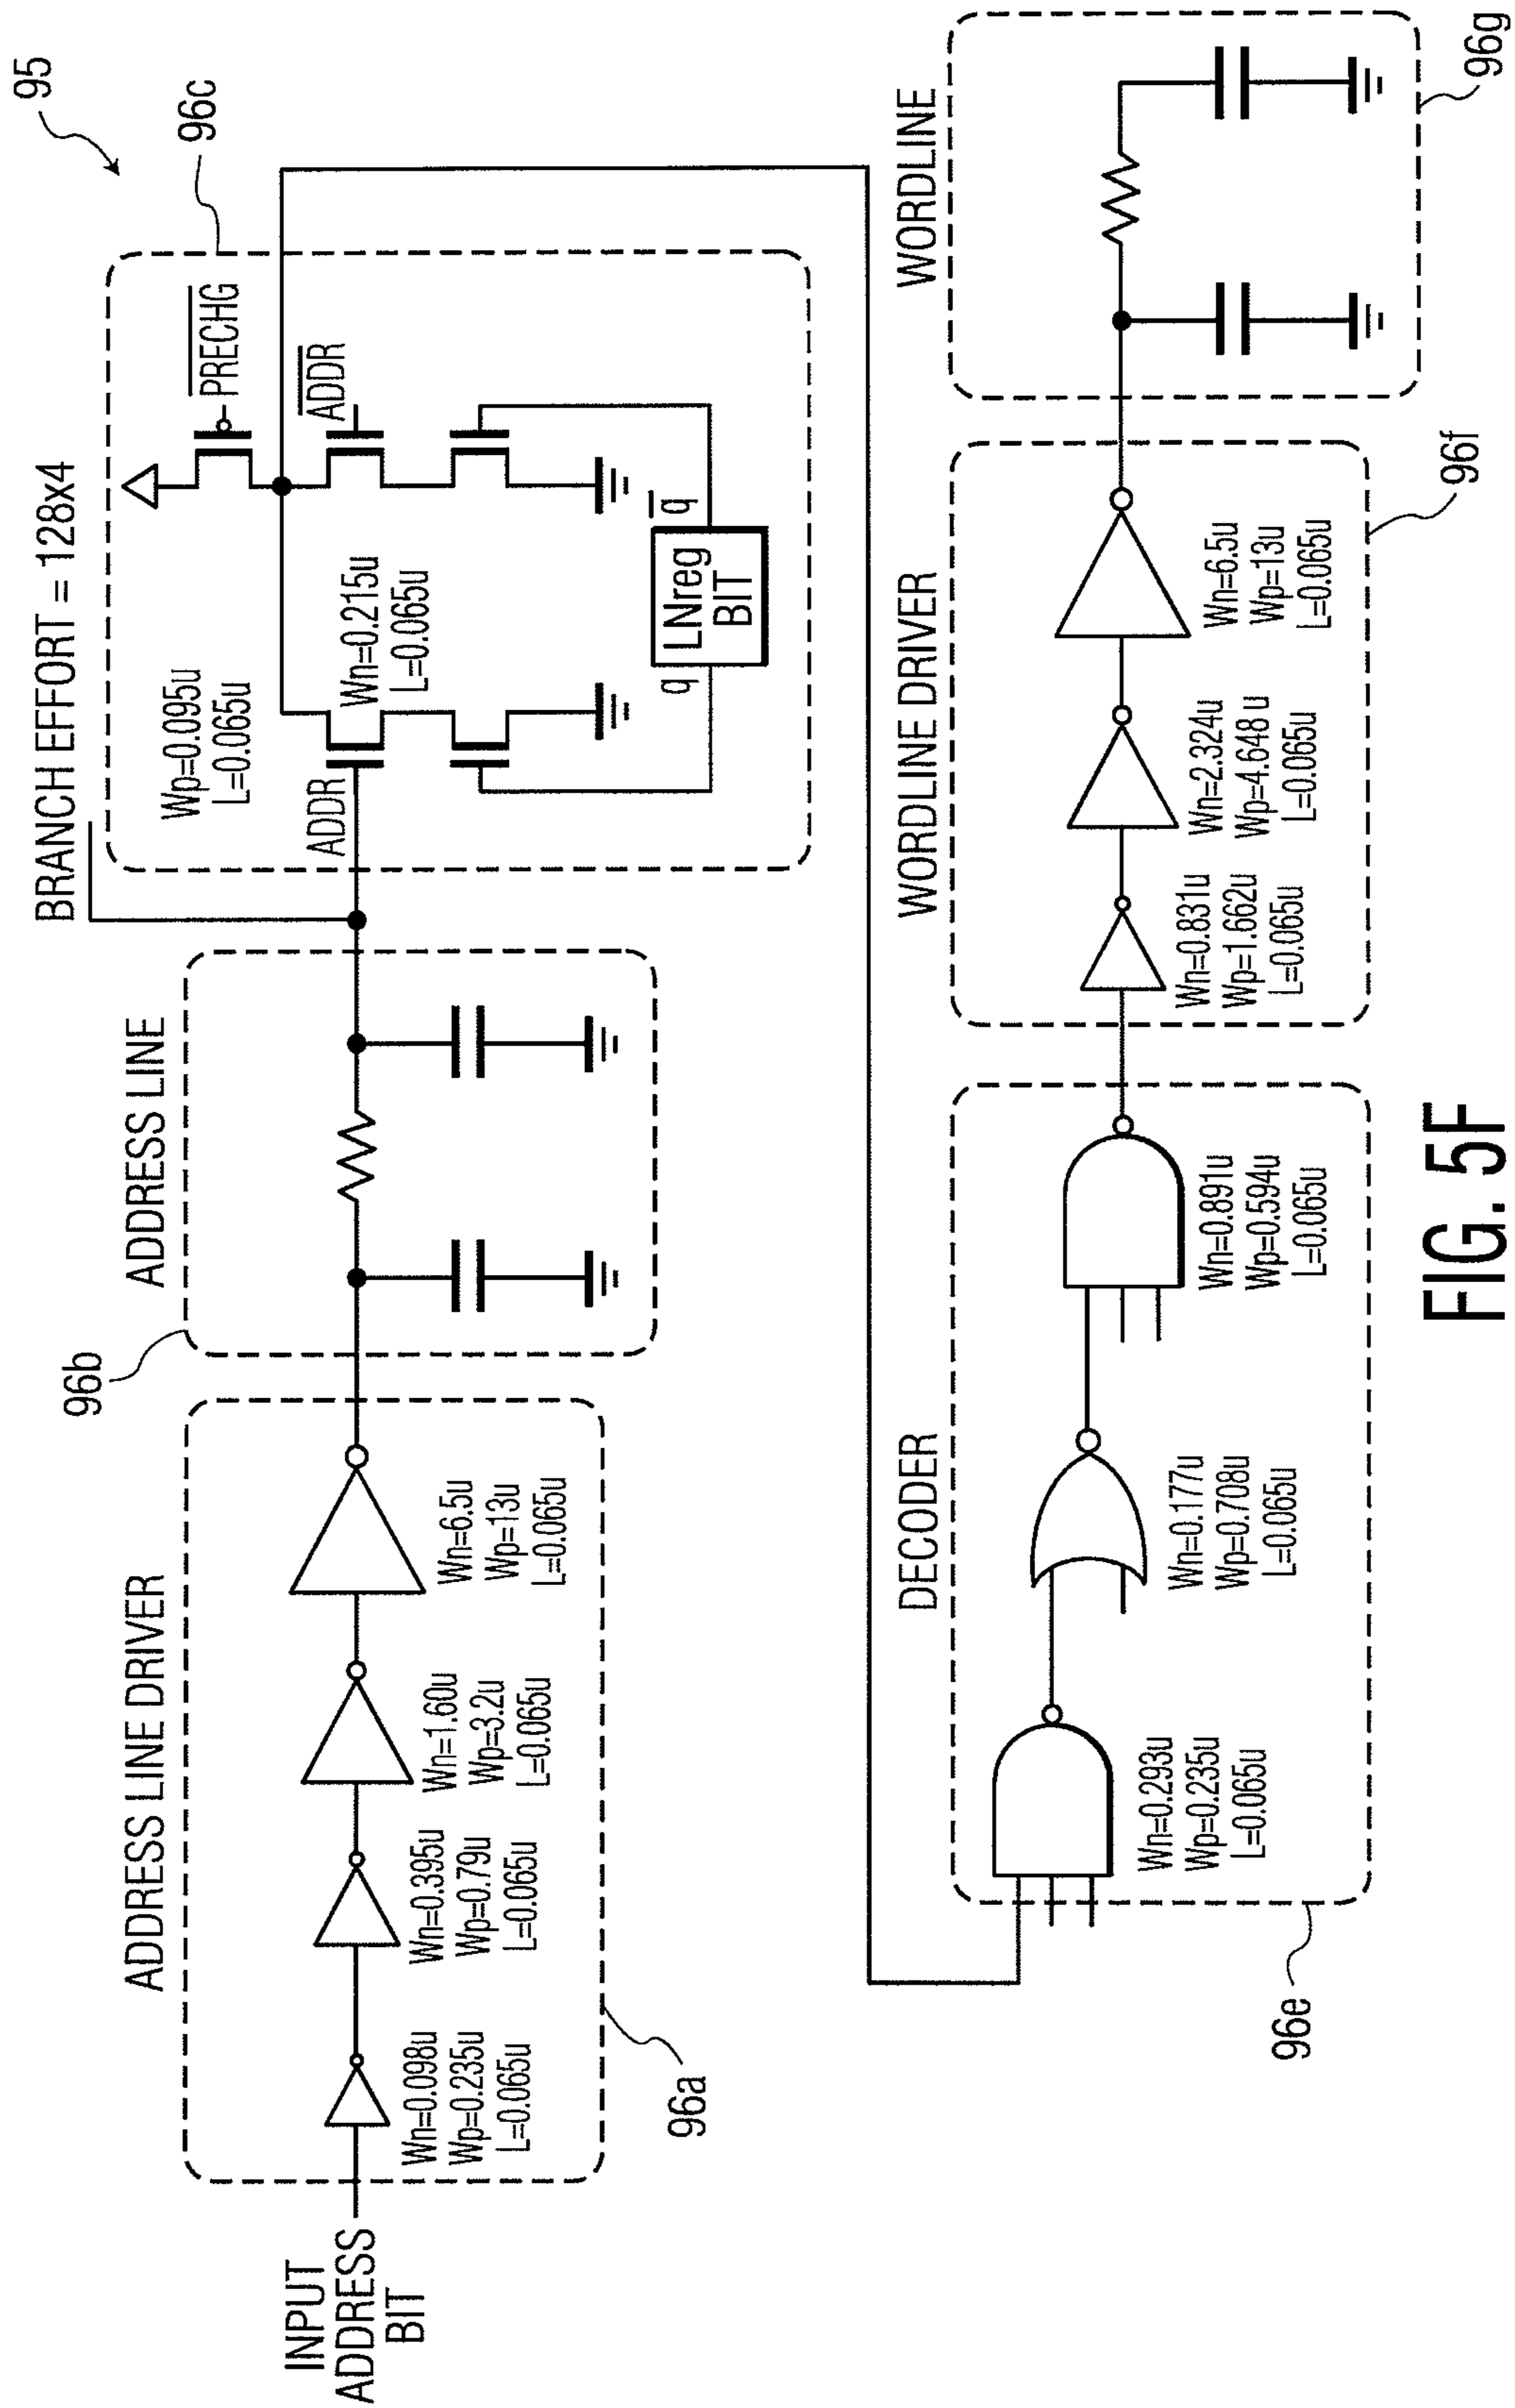 95
INPUT
ADDRESS
BIT
ADDRESS LINE DRIVER
Wn=0.098u
Wp=0.235u
L=0.065u
Wn=0.395u
Wp=0.79u
L=0.065u
Wn=1.60u
Wp=3.2u
L=0.065u
Wn=6.5u
Wp=13u
L=0.065u
96a
96b
ADDRESS LINE
BRANCH EFFORT = 128x4
96c
Wp=0.095u
L=0.065u
PRECHG
ADDR
Wn=0.215u
L=0.065u
ADDR
q
LNreg
BIT
q
DECODER
Wn=0.293u
Wp=0.235u
L=0.065u
Wn=0.177u
Wp=0.708u
L=0.065u
Wn=0.891u
Wp=0.594u
L=0.065u
96e
WORDLINE DRIVER
Wn=0.831u
Wp=1.662u
L=0.065u
Wn=2.324u
Wp=4.648 u
L=0.065u
Wn=6.5u
Wp=13u
L=0.065u
96f
WORDLINE
96g
FIG. 5F